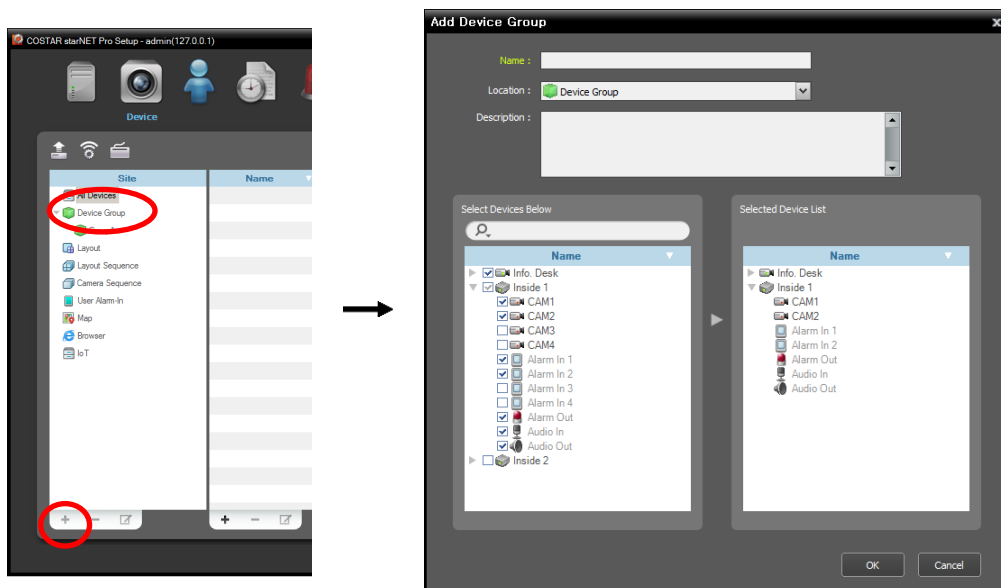 COSTAR starNET Pro Setup - admin(127.0.0.1)
Device
Site
Name
All Devices
Device Group
Layout
Layout Sequence
Camera Sequence
User Alarm-In
Map
Browser
IoT
Add Device Group
Name :
Location :
Device Group
Description :
Select Devices Below
Name
Info. Desk
Inside 1
CAM1
CAM2
CAM3
CAM4
Alarm In 1
Alarm In 2
Alarm In 3
Alarm In 4
Alarm Out
Audio In
Audio Out
Inside 2
Selected Device List
Name
Info. Desk
Inside 1
CAM1
CAM2
Alarm In 1
Alarm In 2
Alarm Out
Audio In
Audio Out
OK
Cancel